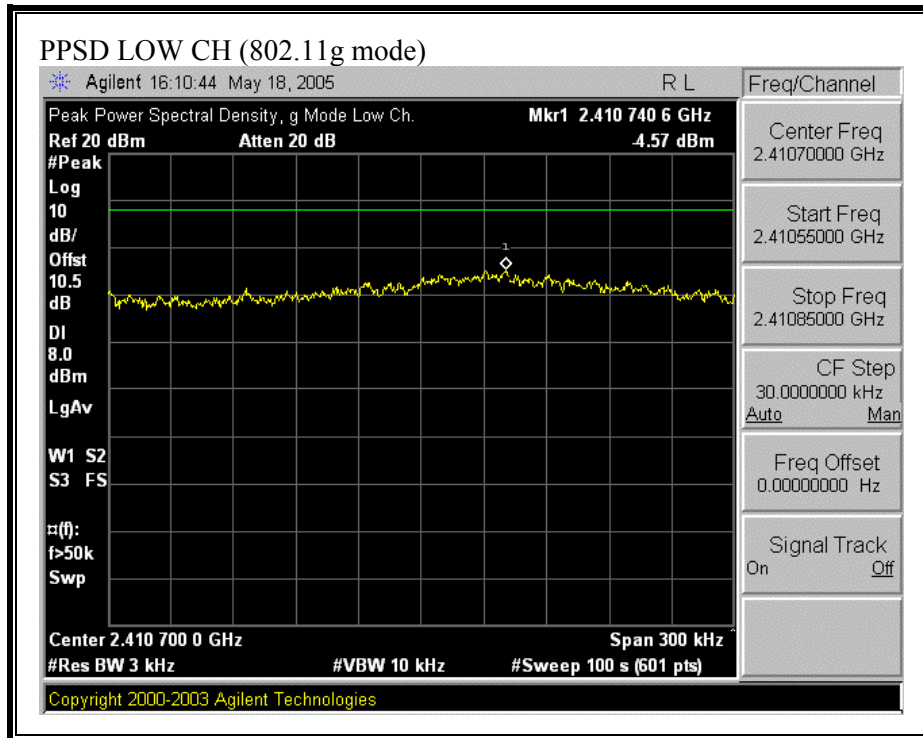 PPSD LOW CH (802.11g mode)
Agilent 16:10:44 May 18, 2005 R L
Freq/Channel
Peak Power Spectral Density, g Mode Low Ch. Mkr1 2.410 740 6 GHz
Ref 20 dBm Atten 20 dB -4.57 dBm
#Peak
Log
10
dB/
Offst
10.5
dB
DI
8.0
dBm
LgAv
W1 S2
S3 FS
¤(f):
f>50k
Swp
1
Center 2.410 700 0 GHz Span 300 kHz
#Res BW 3 kHz #VBW 10 kHz #Sweep 100 s (601 pts)
Copyright 2000-2003 Agilent Technologies
Center Freq
2.41070000 GHz
Start Freq
2.41055000 GHz
Stop Freq
2.41085000 GHz
CF Step
30.0000000 kHz
Auto Man
Freq Offset
0.00000000 Hz
Signal Track
On Off